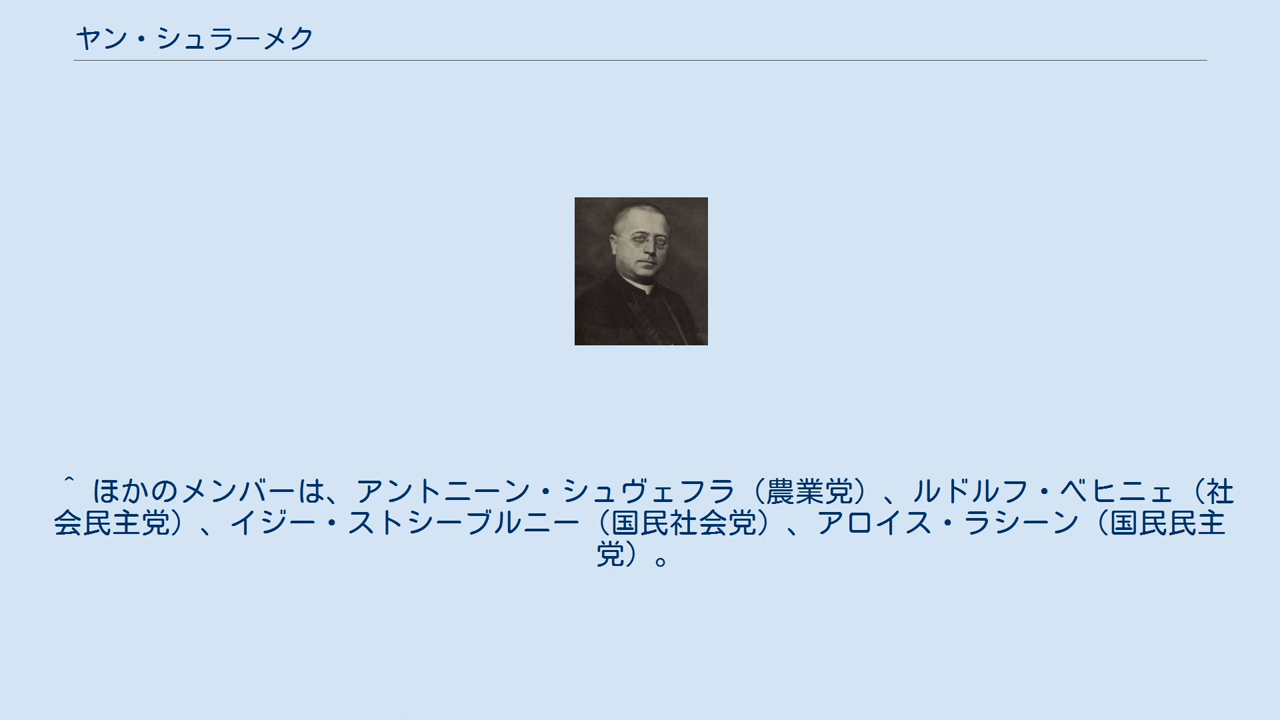 ヤン・シュラーメク
^ ほかのメンバーは、アントニーン・シュヴェフラ（農業党）、ルドルフ・ベヒニェ（社
会民主党）、イジー・ストシーブルニー（国民社会党）、アロイス・ラシーン（国民民主
党）。